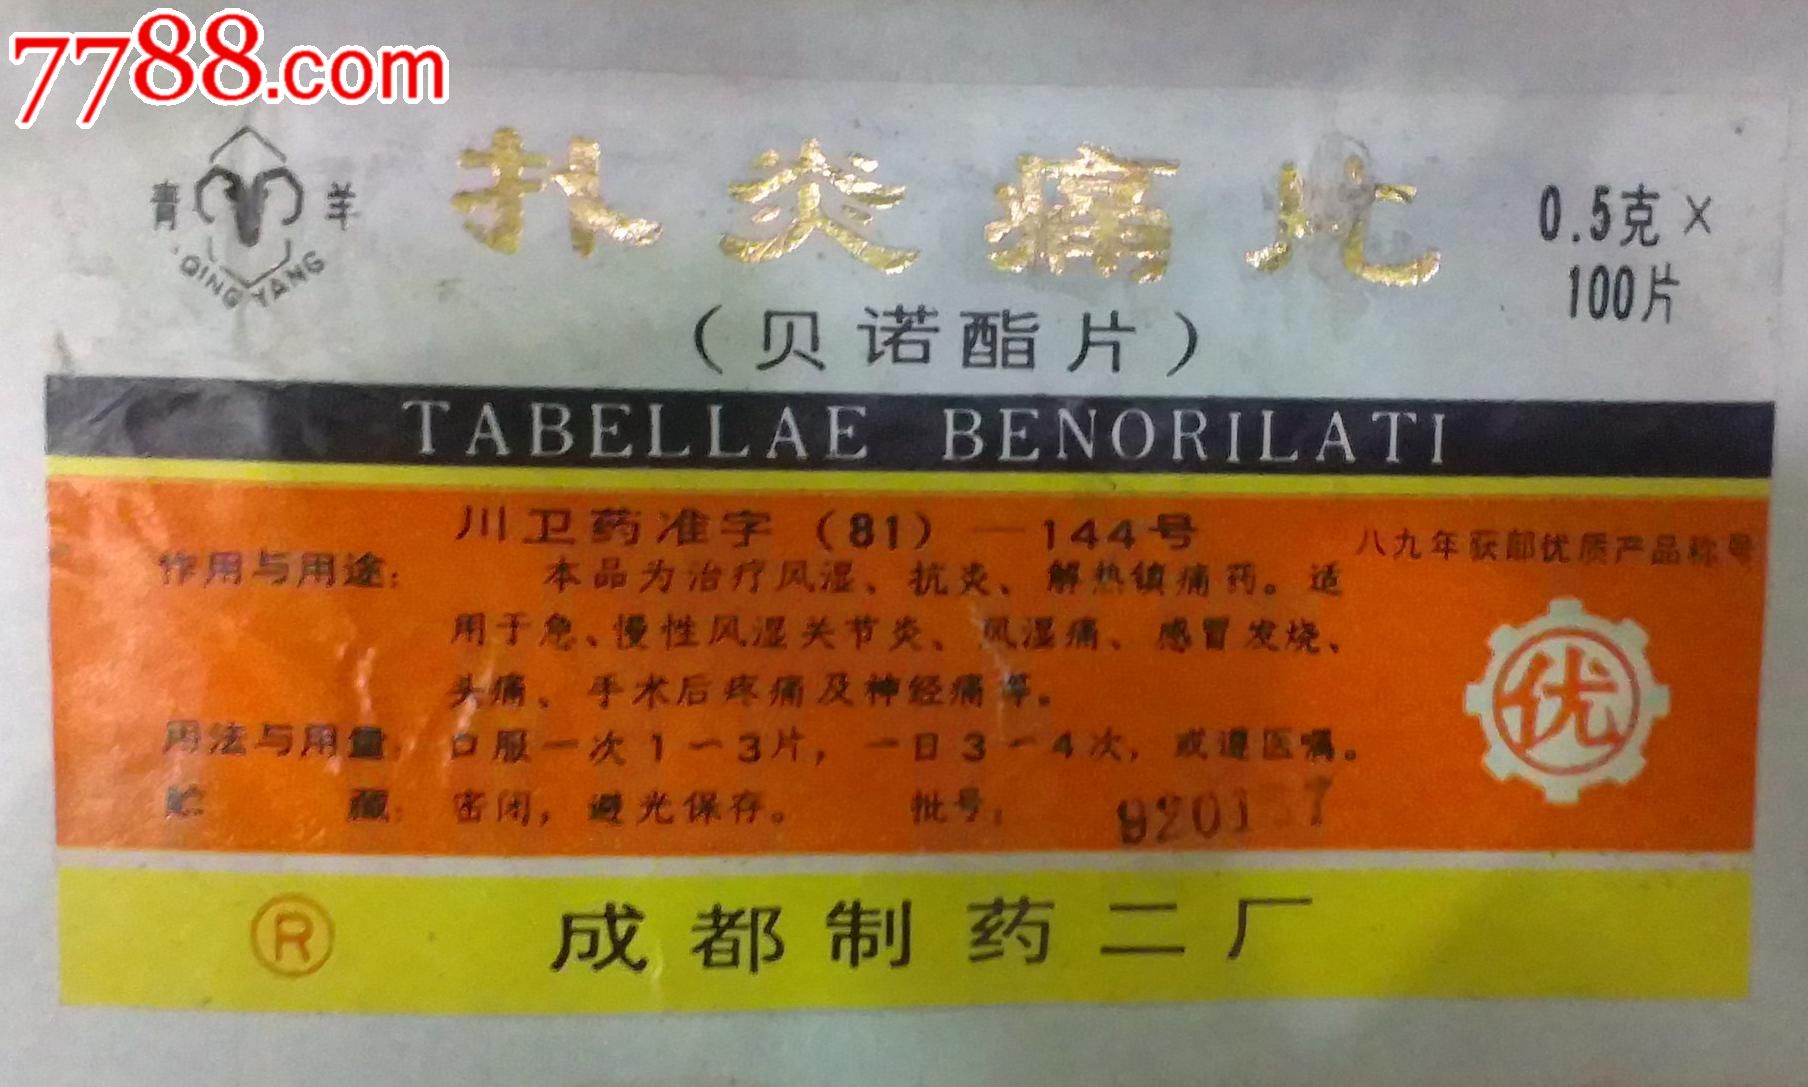 7788.com
青羊
QING YANG
扑炎痛片
0.5克×
100片
(贝诺酯片)
TABELLAE BENORILATI
川卫药准字(81)—144号
八九年获部优质产品称号
作用与用途: 本品为治疗风湿、抗炎、解热镇痛药。适
用于急、慢性风湿关节炎、风湿痛、感冒发烧、
头痛、手术后疼痛及神经痛等。
优
用法与用量: 口服一次1－3片，一日3－4次，或遵医嘱。
贮藏: 密闭，避光保存。 批号:
R 成都制药二厂